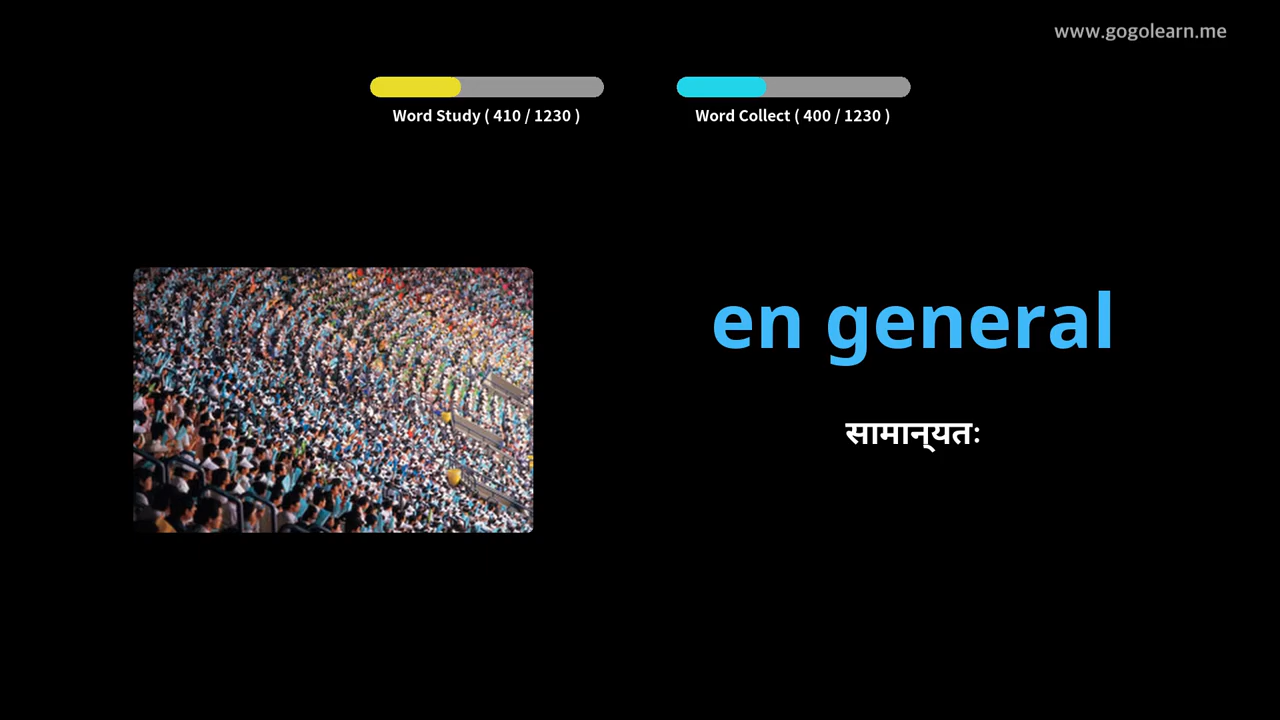 www.gogolearn.me
Word Study ( 410 / 1230 )
Word Collect ( 400 / 1230 )
en general
सामान्यतः